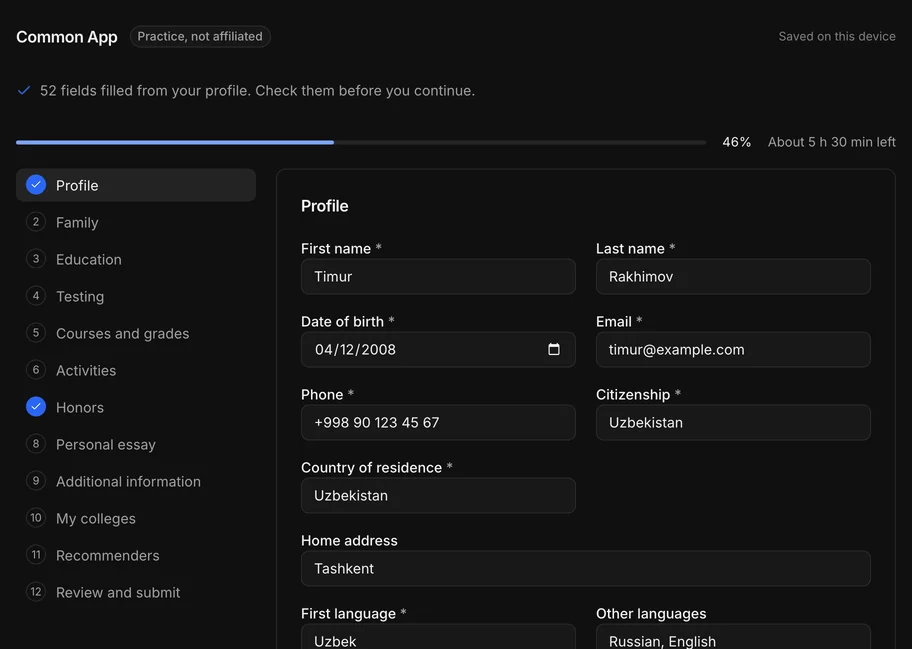 Common App
Practice, not affiliated
Saved on this device
52 fields filled from your profile. Check them before you continue.
46%
About 5 h 30 min left
Profile
2 Family
3 Education
4 Testing
5 Courses and grades
6 Activities
Honors
8 Personal essay
9 Additional information
10 My colleges
11 Recommenders
12 Review and submit
Profile
First name *
Timur
Last name *
Rakhimov
Date of birth *
04/12/2008
Email *
timur@example.com
Phone *
+998 90 123 45 67
Citizenship *
Uzbekistan
Country of residence *
Uzbekistan
Home address
Tashkent
First language *
Uzbek
Other languages
Russian, English